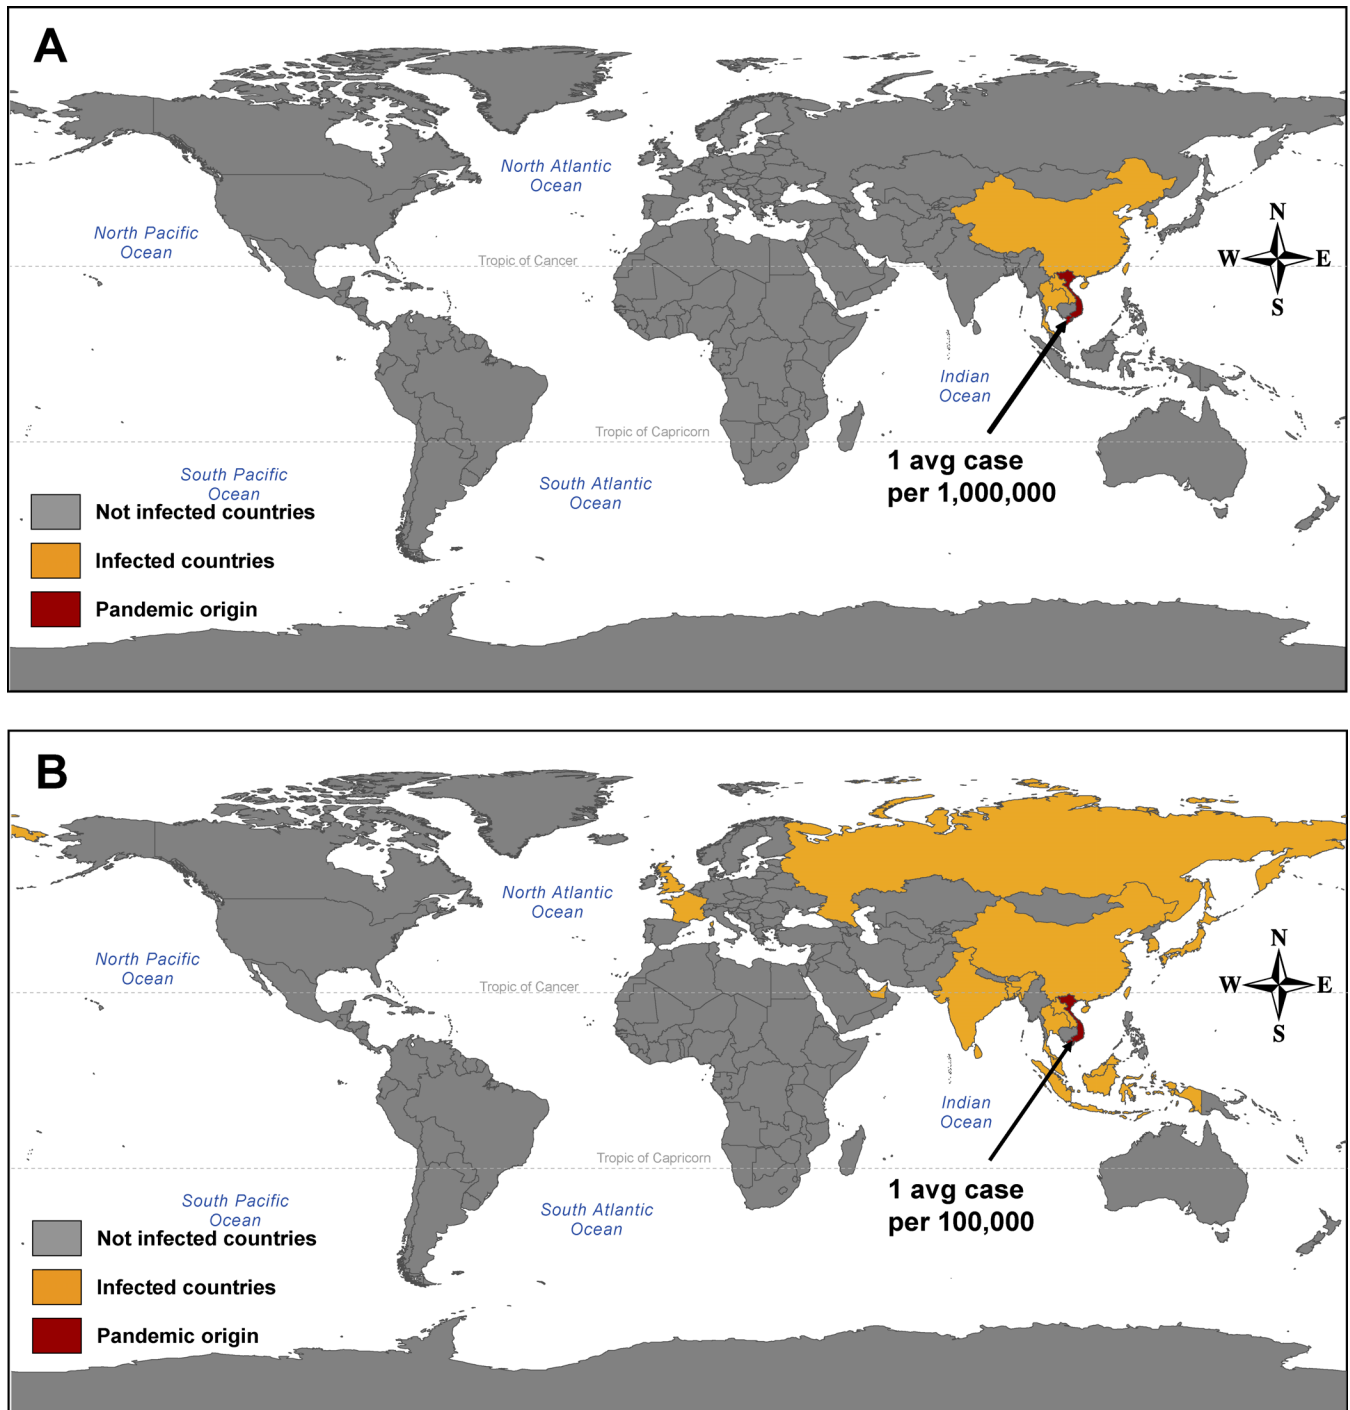 A
North Atlantic
Ocean
North Pacific
Ocean
N
W
E
S
Tropic of Cancer
Indian
Ocean
Tropic of Capricorn
1 avg case
per 1,000,000
South Pacific
Ocean
South Atlantic
Ocean
Not infected countries
Infected countries
Pandemic origin
B
North Atlantic
Ocean
North Pacific
Ocean
N
W
E
S
Tropic of Cancer
Indian
Ocean
Tropic of Capricorn
1 avg case
per 100,000
South Pacific
Ocean
South Atlantic
Ocean
Not infected countries
Infected countries
Pandemic origin